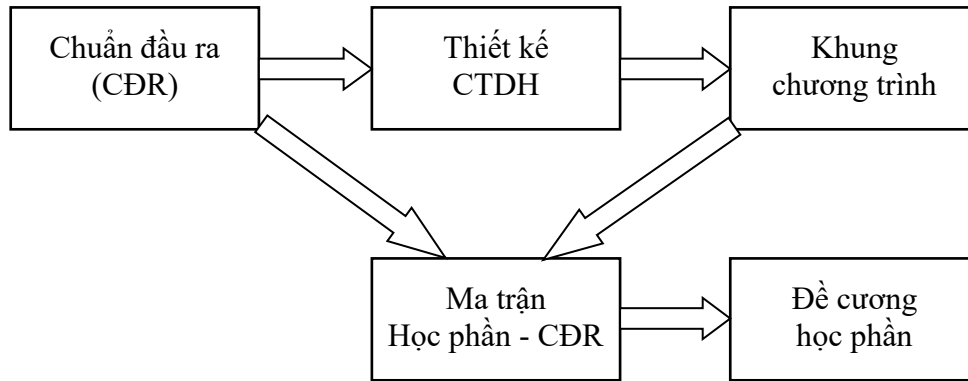 Chuẩn đầu ra
(CĐR)
Thiết kế
CTDH
Khung
chương trình
Ma trận
Học phần - CĐR
Đề cương
học phần